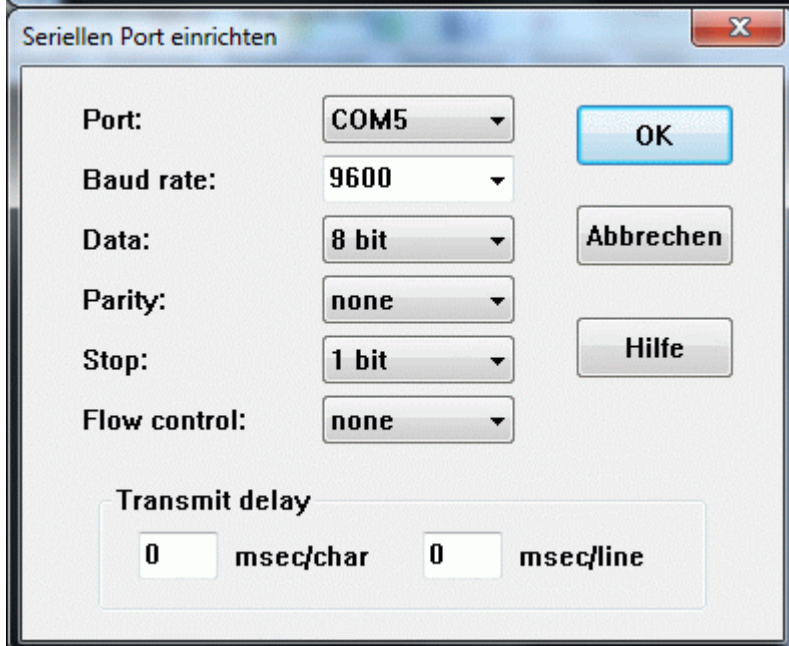 Seriellen Port einrichten
Port: COM5 OK
Baud rate: 9600
Data: 8 bit Abbrechen
Parity: none
Stop: 1 bit Hilfe
Flow control: none
Transmit delay
0 msec/char 0 msec/line